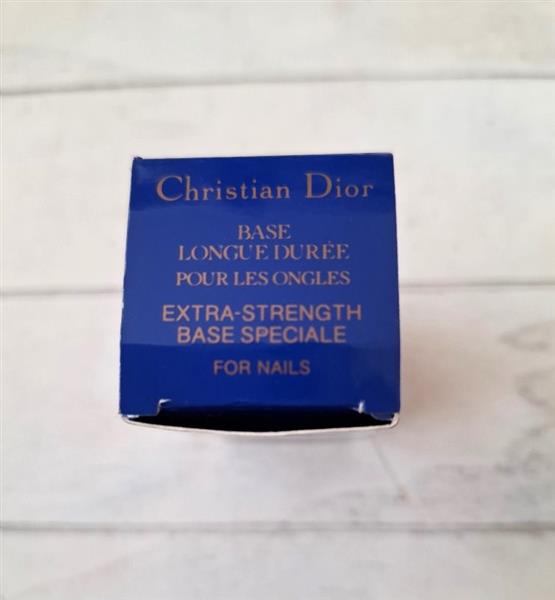 Christian Dior
BASE
LONGUE DURÉE
POUR LES ONGLES
EXTRA-STRENGTH
BASE SPECIALE
FOR NAILS